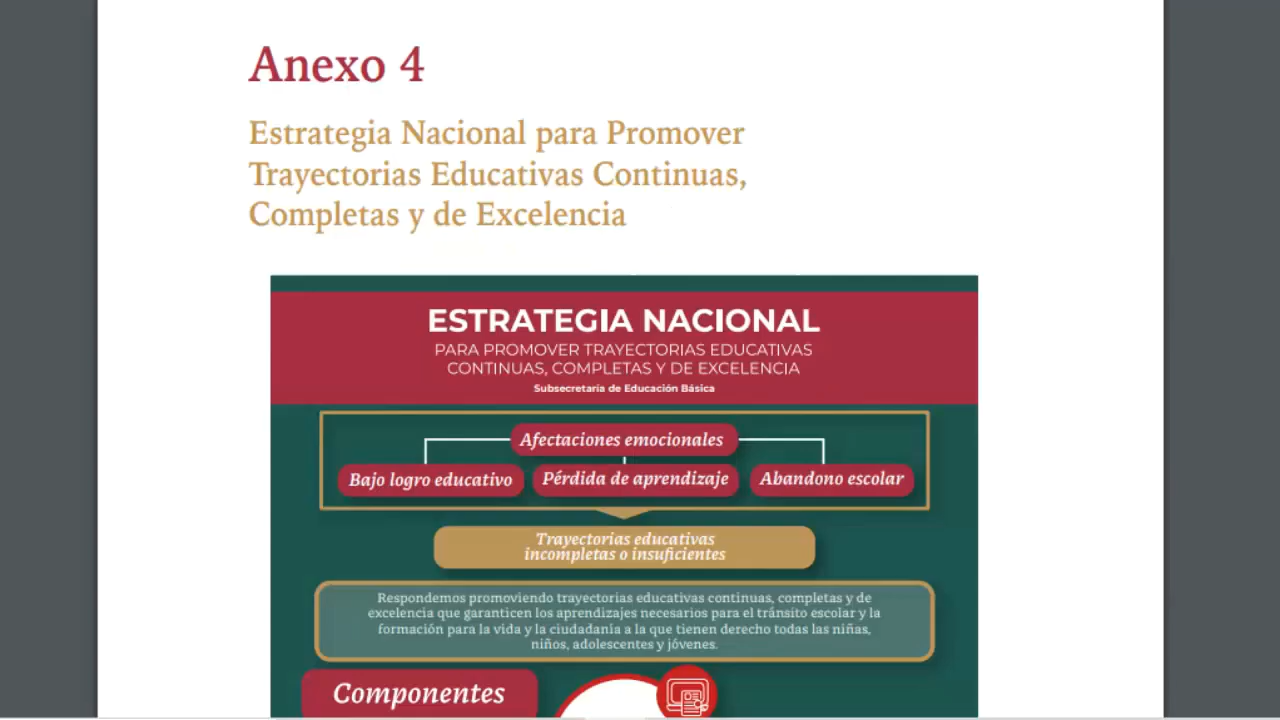 Anexo 4
Estrategia Nacional para Promover
Trayectorias Educativas Continuas,
Completas y de Excelencia
ESTRATEGIA NACIONAL
PARA PROMOVER TRAYECTORIAS EDUCATIVAS
CONTINUAS, COMPLETAS Y DE EXCELENCIA
Subsecretaría de Educación Básica
Afectaciones emocionales
Bajo logro educativo
Pérdida de aprendizaje
Abandono escolar
Trayectorias educativas
incompletas o insuficientes
Respondemos promoviendo trayectorias educativas continuas, completas y de
excelencia que garanticen los aprendizajes necesarios para el tránsito escolar y la
formación para la vida y la ciudadanía a la que tienen derecho todas las niñas,
niños, adolescentes y jóvenes.
Componentes